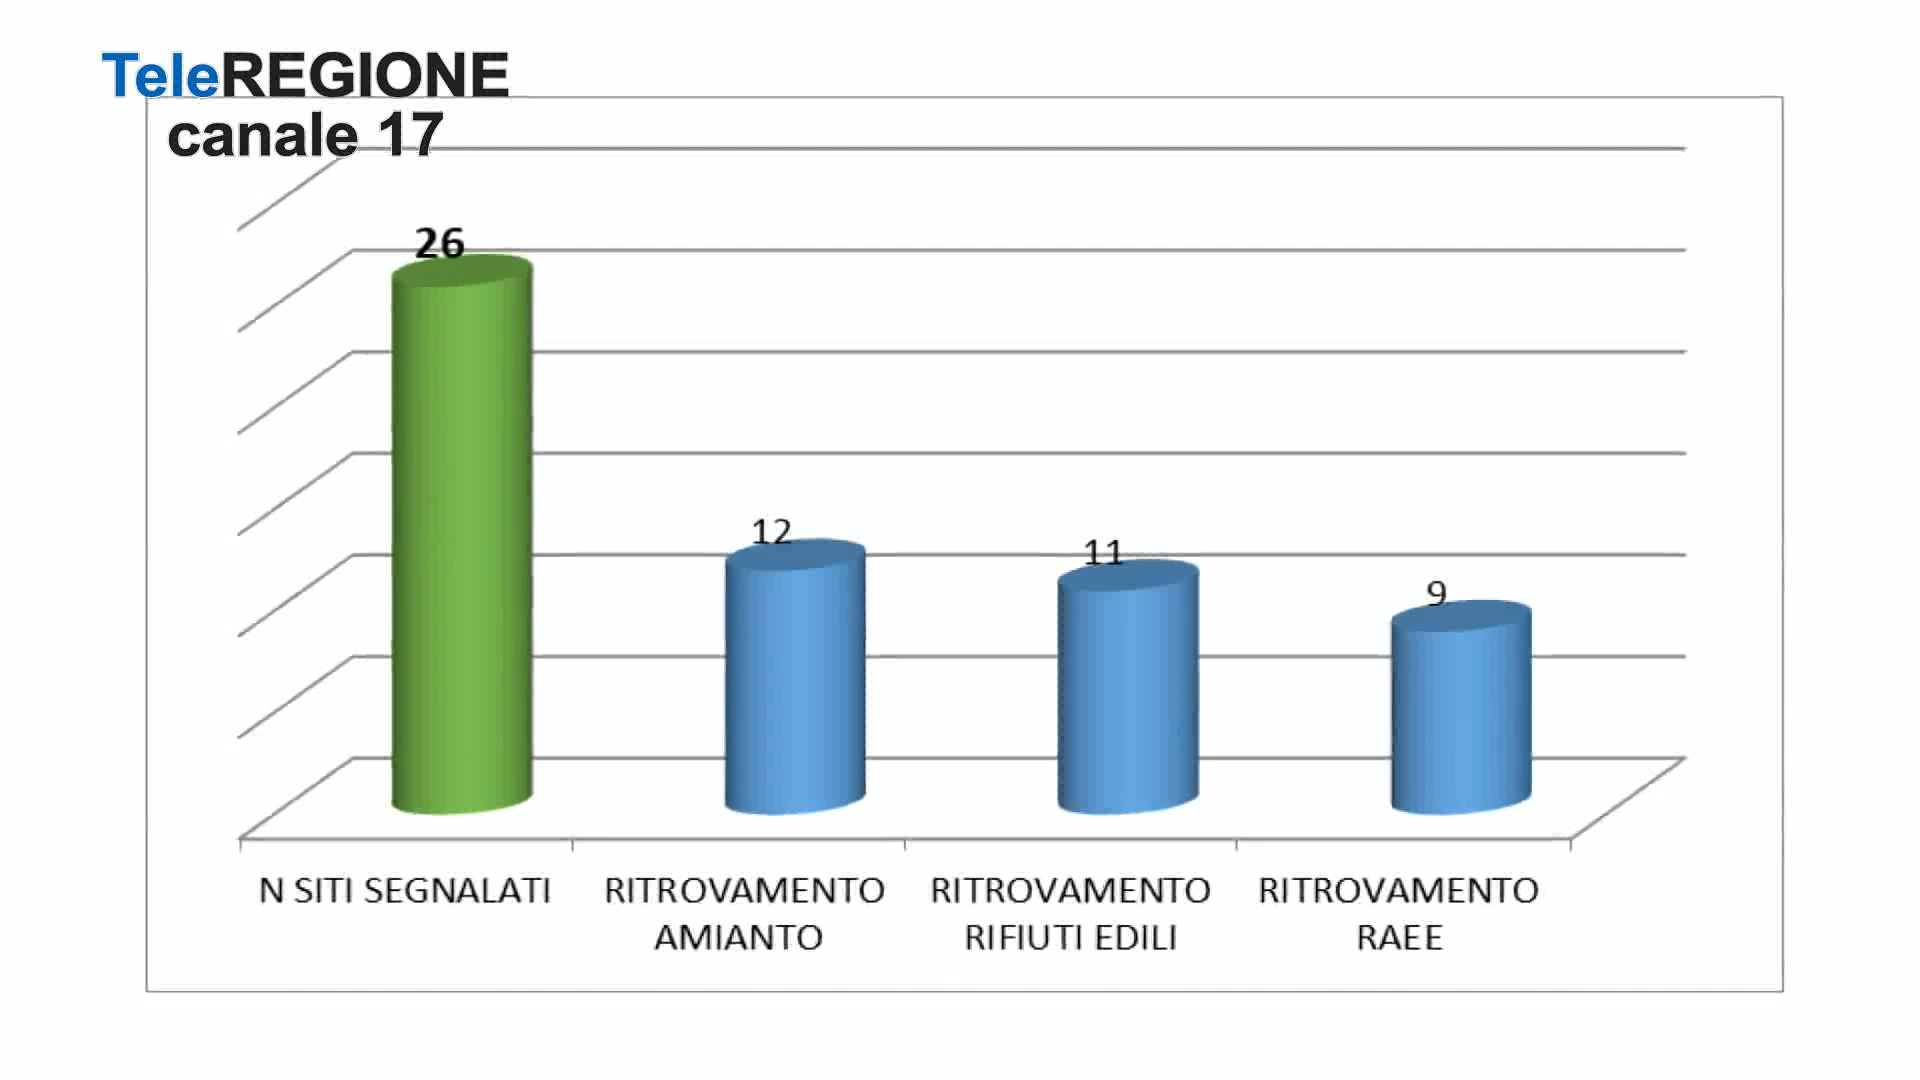 TeleREGIONE
canale 17
26
12
11
9
N SITI SEGNALATI
RITROVAMENTO
AMIANTO
RITROVAMENTO
RIFIUTI EDILI
RITROVAMENTO
RAEE